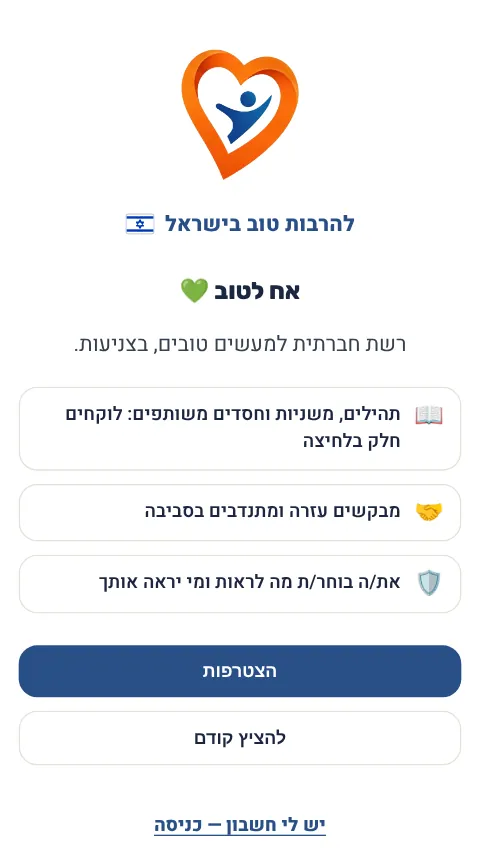 להרבות טוב בישראל 🇮🇱
אח לטוב 💚
רשת חברתית למעשים טובים, בצניעות.
📖 תהילים, משניות וחסדים משותפים: לוקחים
חלק בלחיצה
🤝 מבקשים עזרה ומתנדבים בסביבה
🛡️ את/ה בוחר/ת מה לראות ומי יראה אותך
הצטרפות
להציץ קודם
יש לי חשבון — כניסה